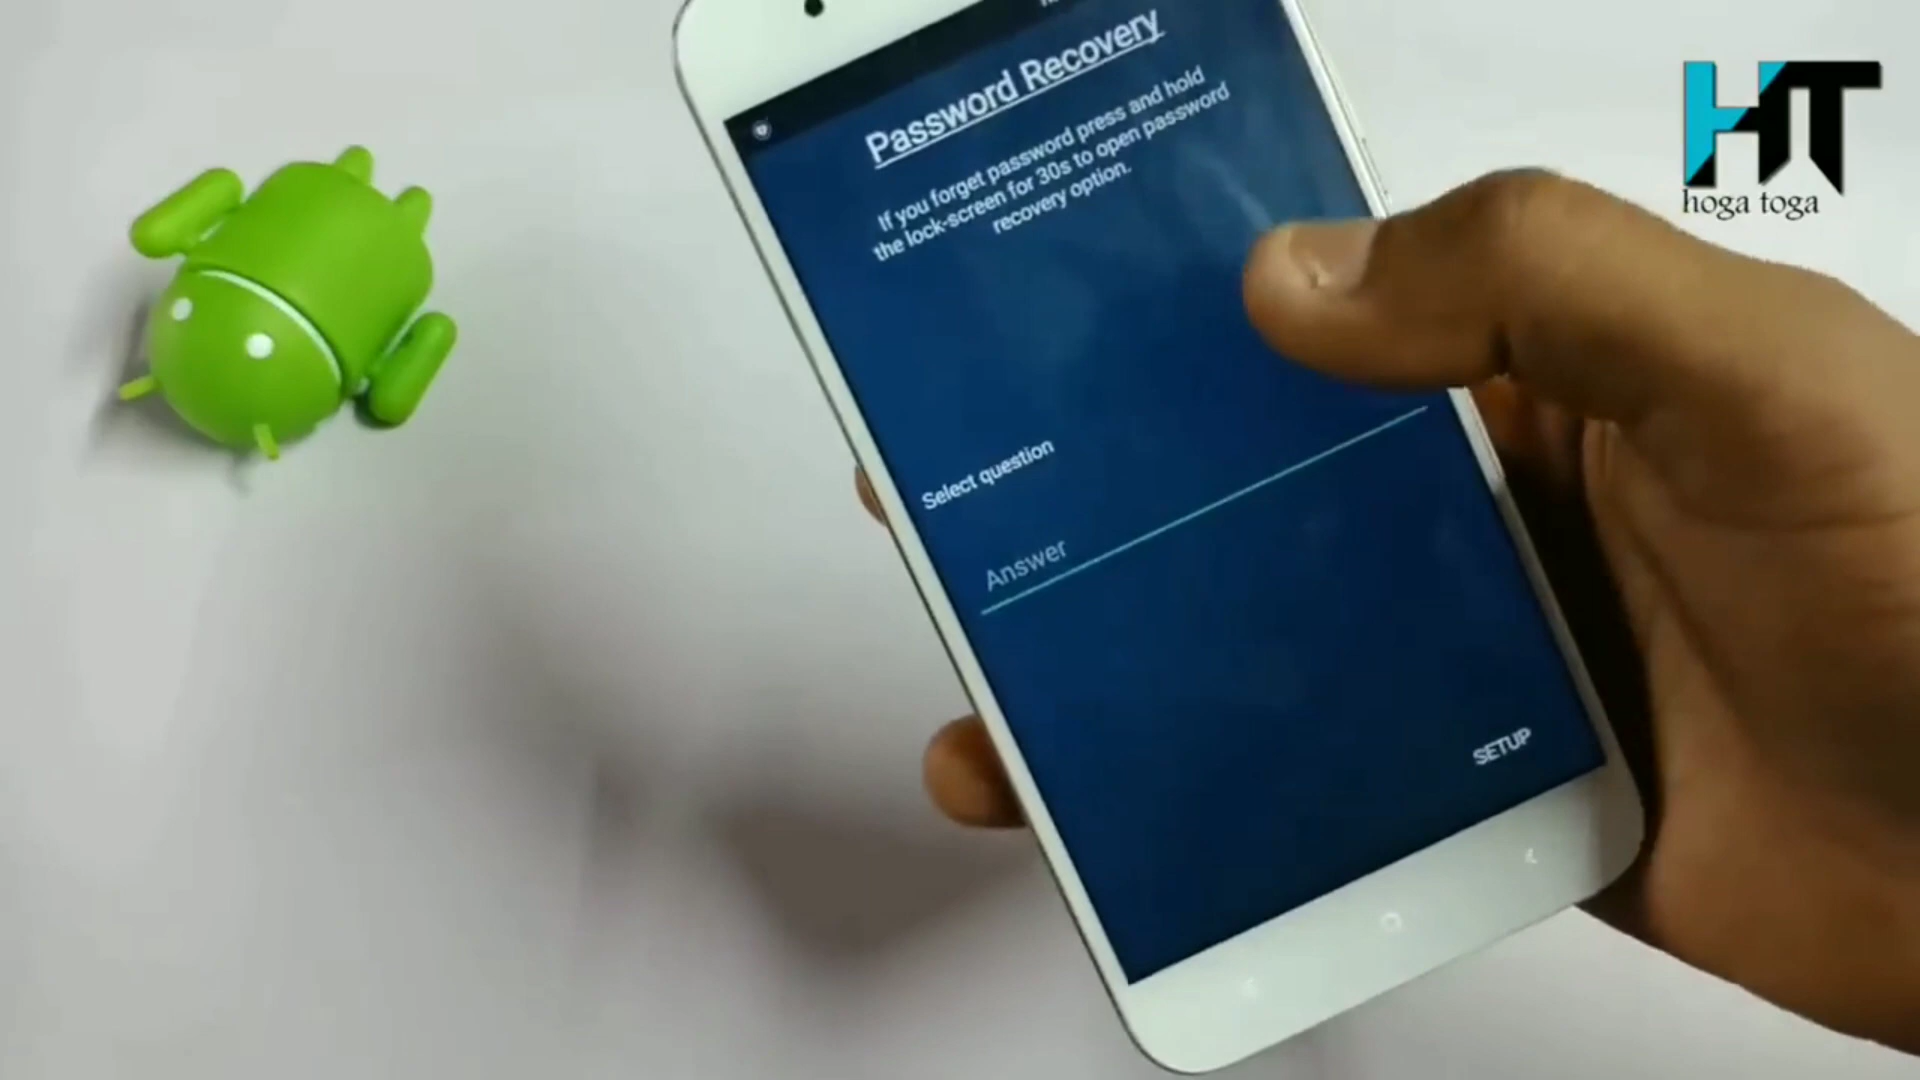 Password Recovery
If you forget password press and hold
the lock-screen for 30s to open password
recovery option.
Select question
Answer
SETUP
HT
hoga toga